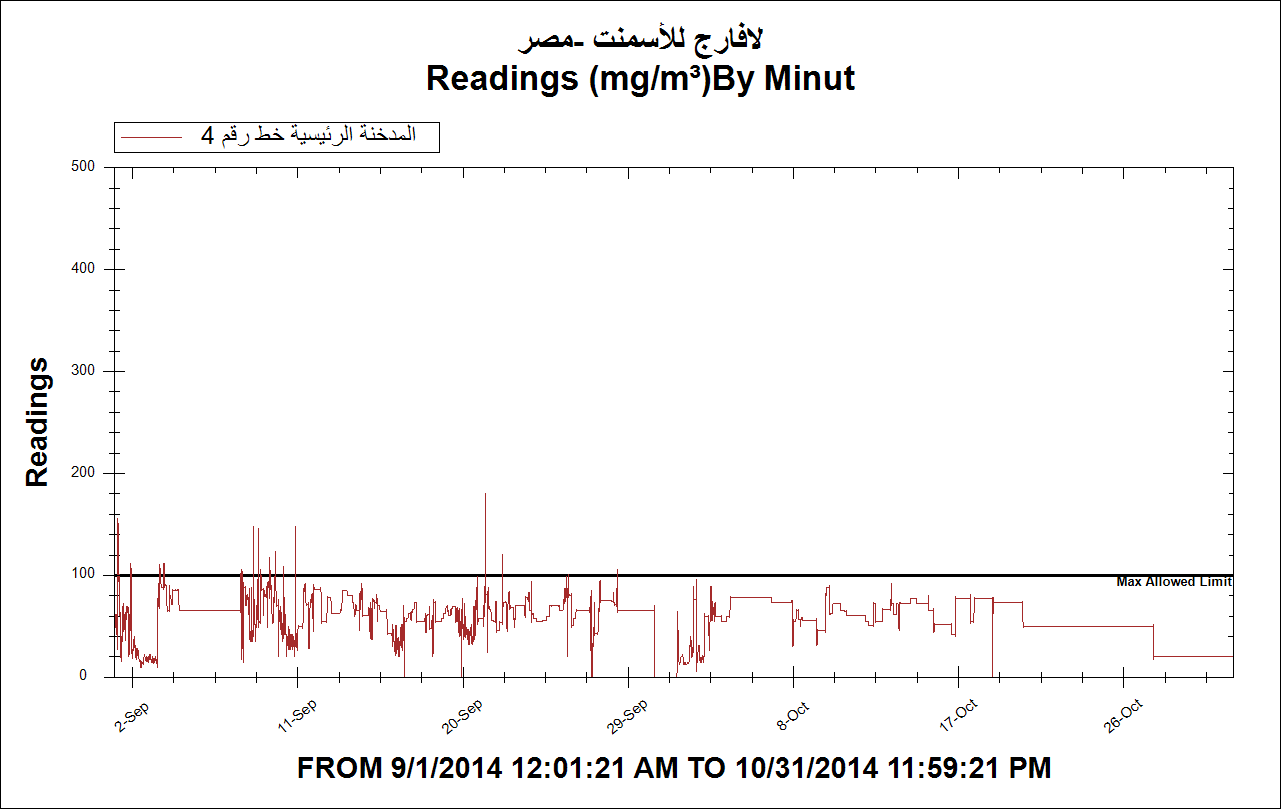 لافارج للأسمنت -مصر
Readings (mg/m³)By Minut
المدخنة الرئيسية خط رقم 4
500
400
300
200
100
0
Readings
Max Allowed Limit
2-Sep
11-Sep
20-Sep
29-Sep
8-Oct
17-Oct
26-Oct
FROM 9/1/2014 12:01:21 AM TO 10/31/2014 11:59:21 PM